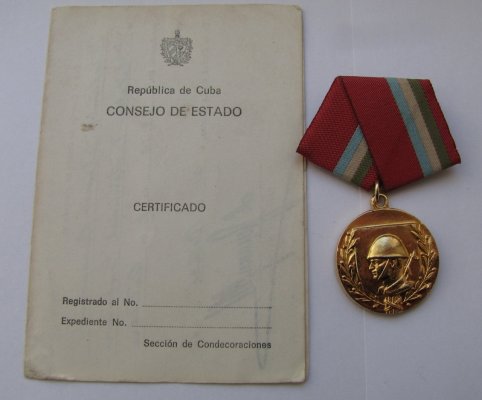 República de Cuba
CONSEJO DE ESTADO
CERTIFICADO
Registrado al No.
Expediente No.
Sección de Condecoraciones